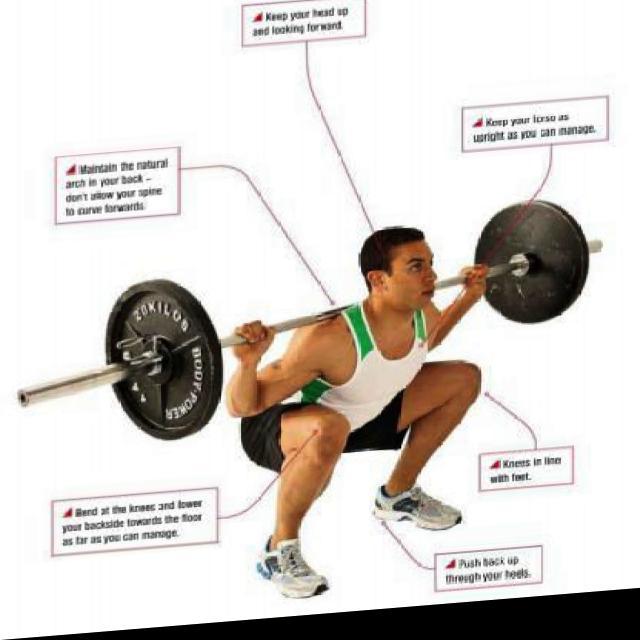 Keep your head up
and looking forward.
Keep your torso as
upright as you can manage.
Maintain the natural
arch in your back –
don't allow your spine
to curve forwards.
20KILOS
BODY POWER
Knees in line
with feet.
Bend at the knees and lower
your backside towards the floor
as far as you can manage.
Push back up
through your heels.